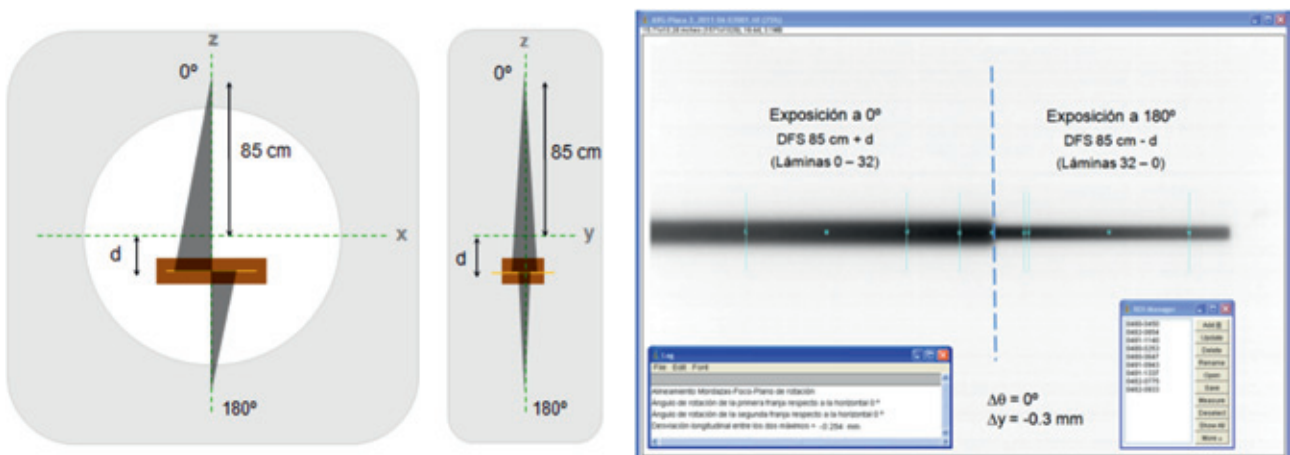 z
0º
85 cm
x
d
180º
z
0º
85 cm
y
d
180º
Exposición a 0º
DFS 85 cm + d
(Láminas 0 – 32)
Exposición a 180º
DFS 85 cm - d
(Láminas 32 – 0)
Log
File Edit Font
Alineamiento Mordazas-Foco-Plano de rotación
Angulo de rotación de la primera franja respecto a la horizontal 0 º
Angulo de rotación de la segunda franja respecto a la horizontal 0 º
Desviación longitudinal entre los dos máximos = -0.254 mm
Δθ = 0º
Δy = -0.3 mm
ROI Manager
Add
Update
Delete
Rename
Open
Save
Measure
Deselect
Show All
More »